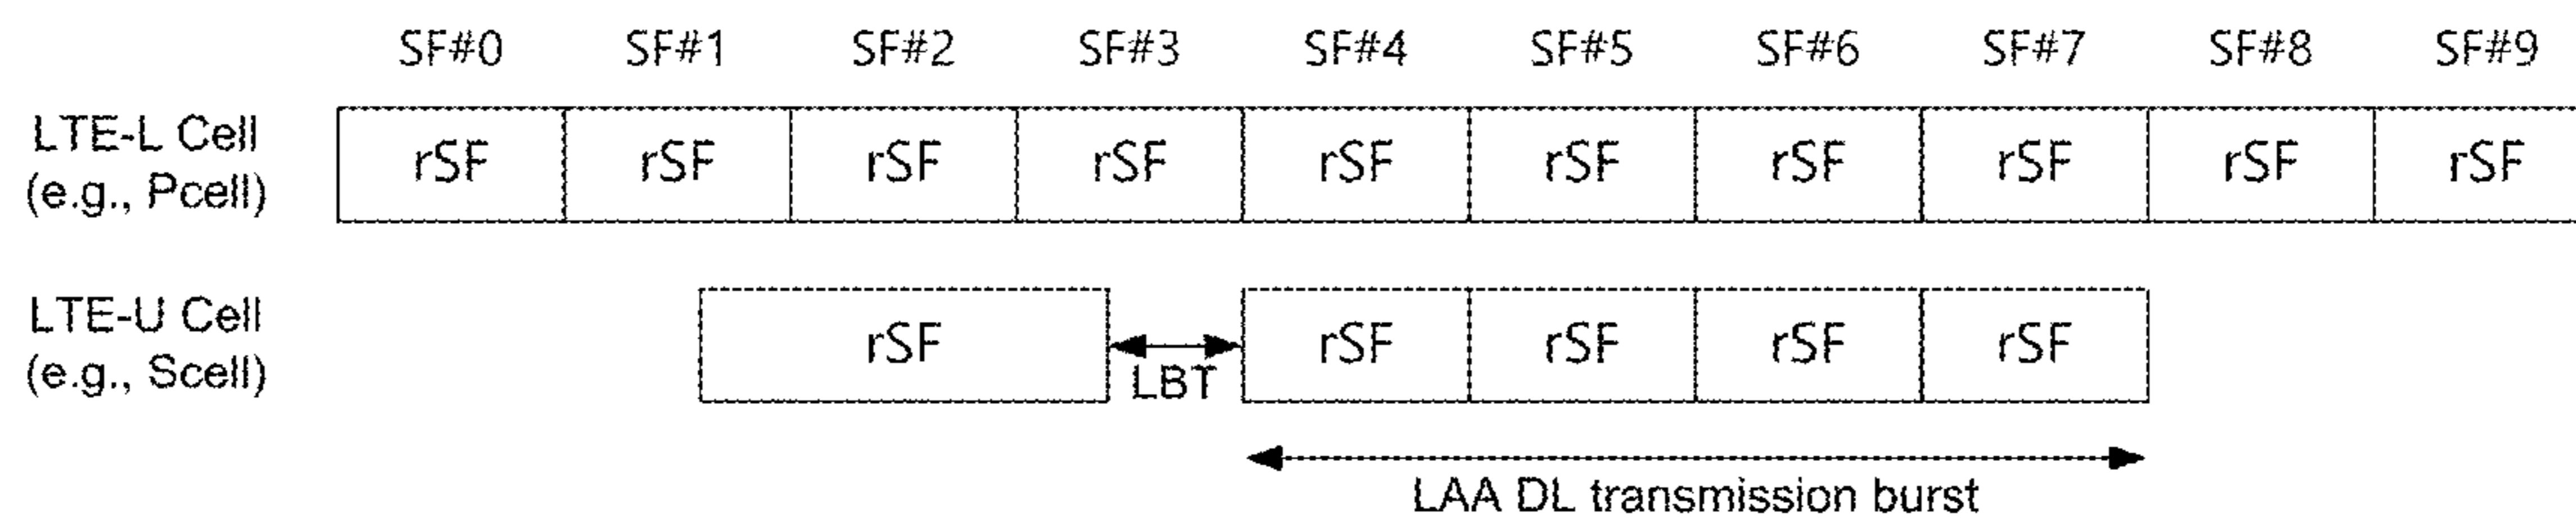 SF#0 SF#1 SF#2 SF#3 SF#4 SF#5 SF#6 SF#7 SF#8 SF#9
LTE-L Cell
(e.g., Pcell)
rSF rSF rSF rSF rSF rSF rSF rSF rSF rSF
LTE-U Cell
(e.g., Scell)
rSF LBT rSF rSF rSF rSF
LAA DL transmission burst